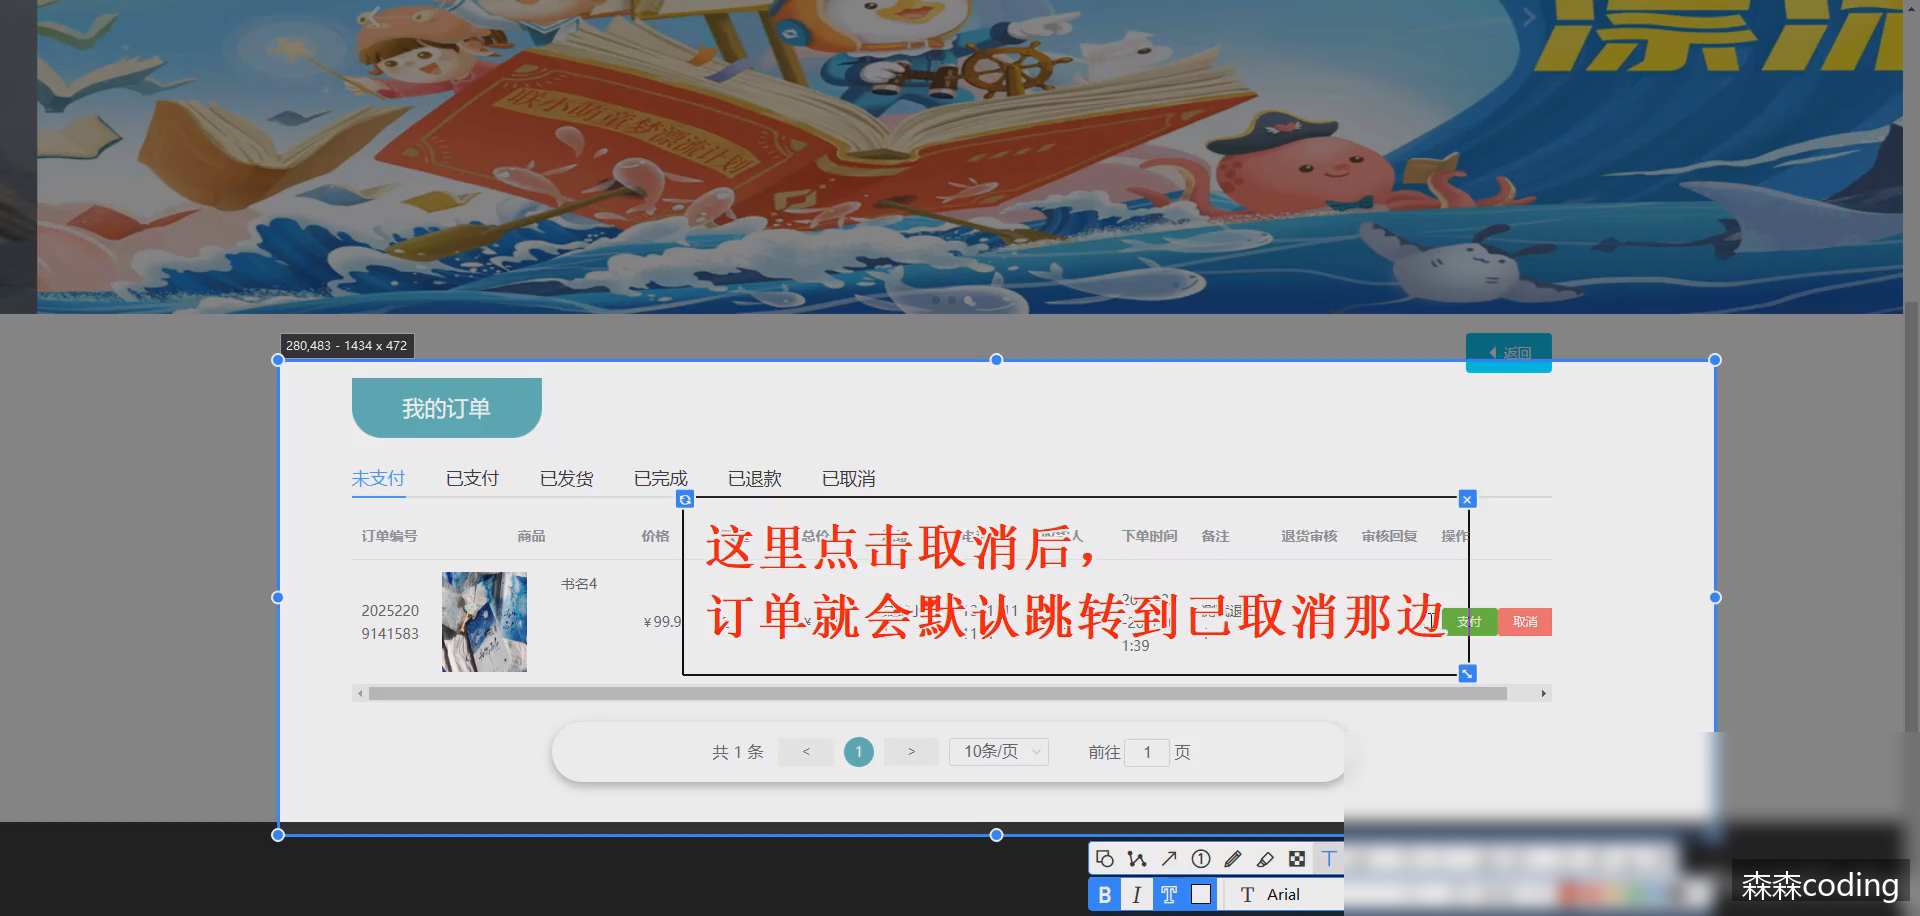 漂流
联小萌童梦漂流计划
280,483 - 1434 x 472
返回
我的订单
未支付 已支付 已发货 已完成 已退款 已取消
订单编号 商品 价格 总价 下单时间 备注 退货审核 审核回复 操作
这里点击取消后，
订单就会默认跳转到已取消那边
2025220
9141583
书名4
¥99.9
1:39
支付 取消
共 1 条 < 1 > 10条/页 前往 1 页
B I T T Arial
森森coding